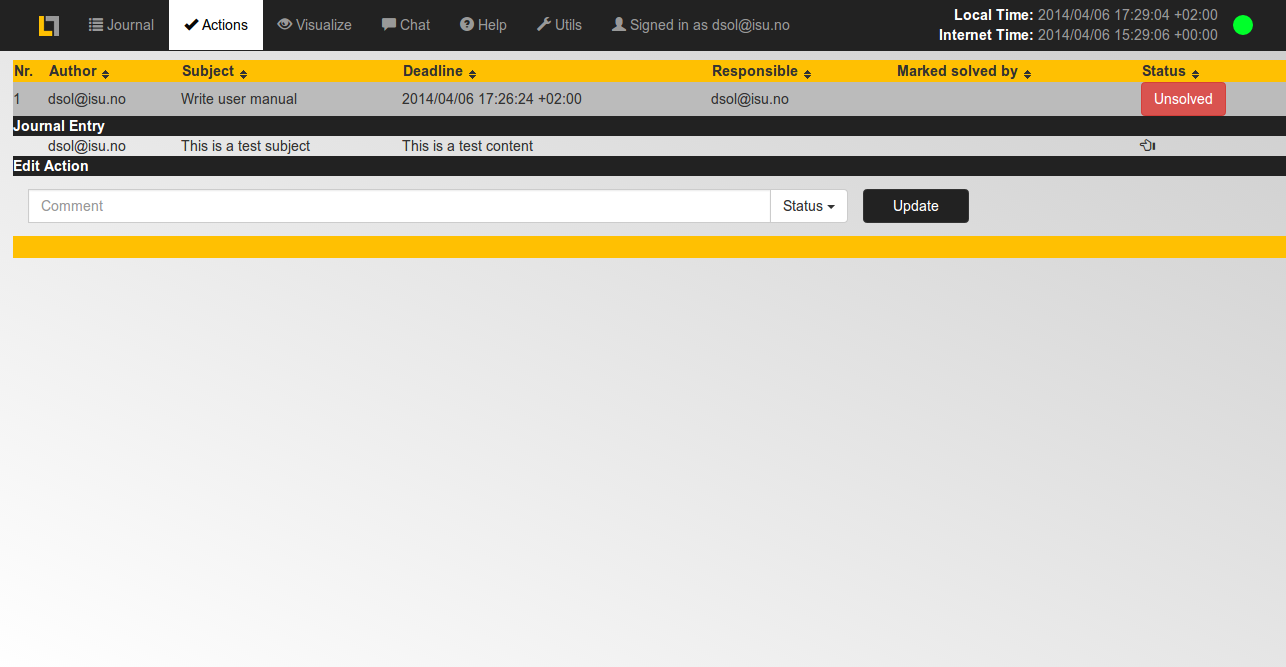 Journal Actions Visualize Chat Help Utils Signed in as dsol@isu.no
Local Time: 2014/04/06 17:29:04 +02:00
Internet Time: 2014/04/06 15:29:06 +00:00
Nr. Author Subject Deadline Responsible Marked solved by Status
1 dsol@isu.no Write user manual 2014/04/06 17:26:24 +02:00 dsol@isu.no Unsolved
Journal Entry
dsol@isu.no This is a test subject This is a test content
Edit Action
Comment Status Update